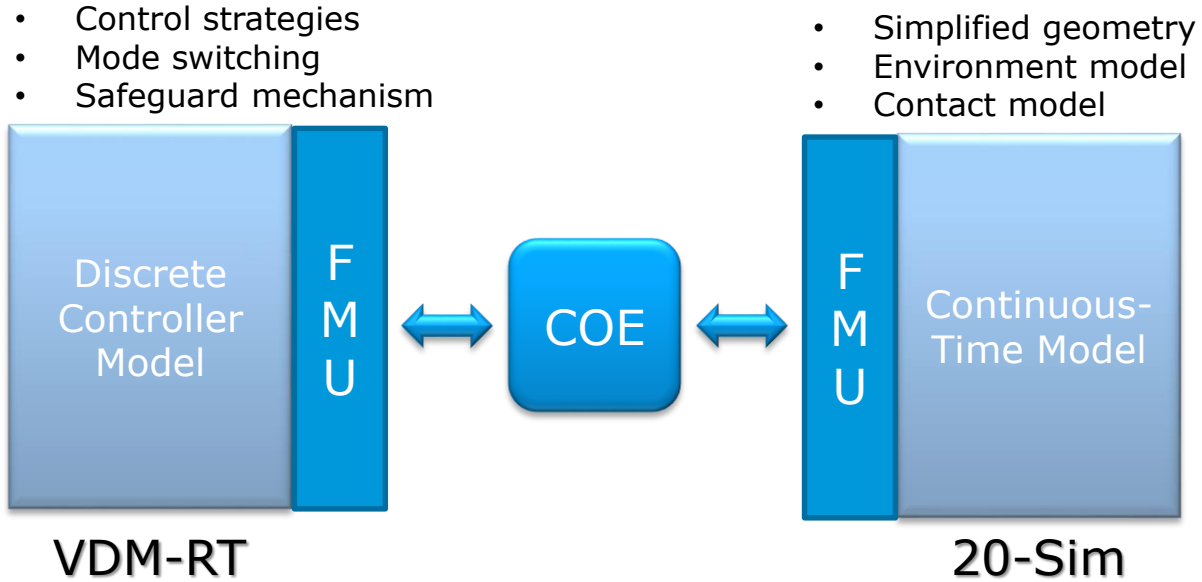 • Control strategies
• Mode switching
• Safeguard mechanism
• Simplified geometry
• Environment model
• Contact model
Discrete
Controller
Model
F
M
U
COE
F
M
U
Continuous-
Time Model
VDM-RT
20-Sim